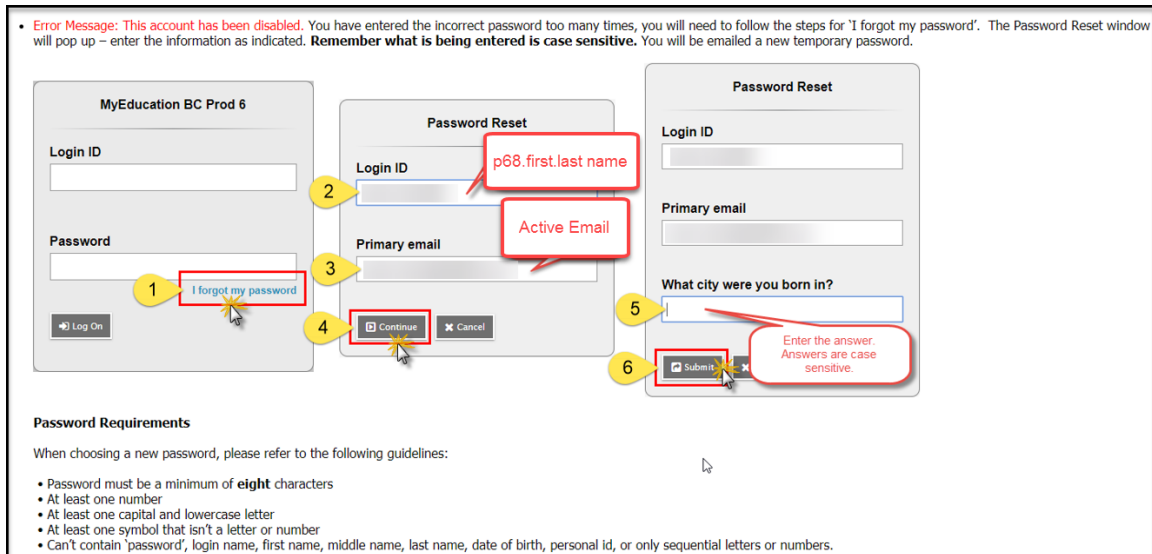 • Error Message: This account has been disabled. You have entered the incorrect password too many times, you will need to follow the steps for ‘I forgot my password’. The Password Reset window
will pop up – enter the information as indicated. Remember what is being entered is case sensitive. You will be emailed a new temporary password.
MyEducation BC Prod 6
Login ID
Password
1
I forgot my password
Log On
Password Reset
Login ID
2
p68.first.last name
Active Email
Primary email
3
4
Continue
Cancel
Password Reset
Login ID
Primary email
What city were you born in?
5
Enter the answer.
Answers are case
sensitive.
6
Submit
Password Requirements
When choosing a new password, please refer to the following guidelines:
• Password must be a minimum of eight characters
• At least one number
• At least one capital and lowercase letter
• At least one symbol that isn’t a letter or number
• Can’t contain ‘password’, login name, first name, middle name, last name, date of birth, personal id, or only sequential letters or numbers.